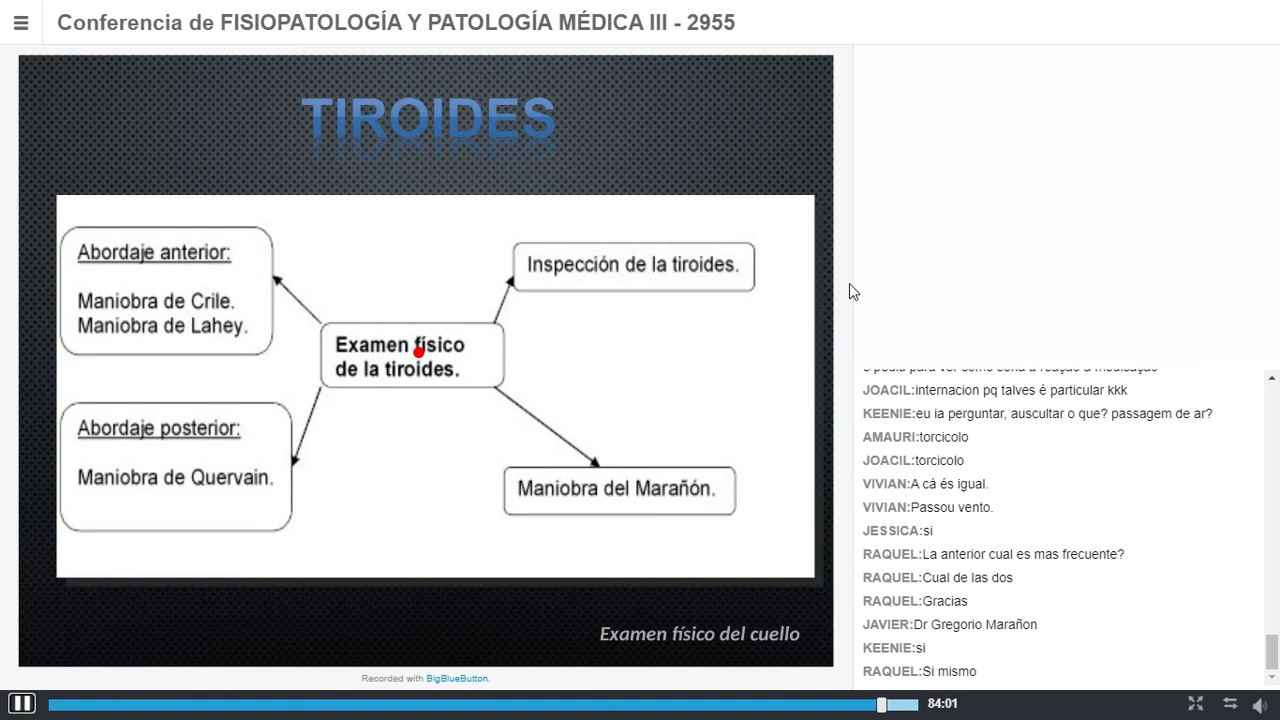 Conferencia de FISIOPATOLOGÍA Y PATOLOGÍA MÉDICA III - 2955
TIROIDES
Abordaje anterior:
Maniobra de Crile.
Maniobra de Lahey.
Inspección de la tiroides.
Examen físico
de la tiroides.
Abordaje posterior:
Maniobra de Quervain.
Maniobra del Marañón.
Examen físico del cuello
Recorded with BigBlueButton.
JOACIL:internacion pq talves é particular kkk
KEENIE:eu ia perguntar, auscultar o que? passagem de ar?
AMAURI:torcicolo
JOACIL:torcicolo
VIVIAN:A cá és igual.
VIVIAN:Passou vento.
JESSICA:si
RAQUEL:La anterior cual es mas frecuente?
RAQUEL:Cual de las dos
RAQUEL:Gracias
JAVIER:Dr Gregorio Marañon
KEENIE:si
RAQUEL:Si mismo
84:01